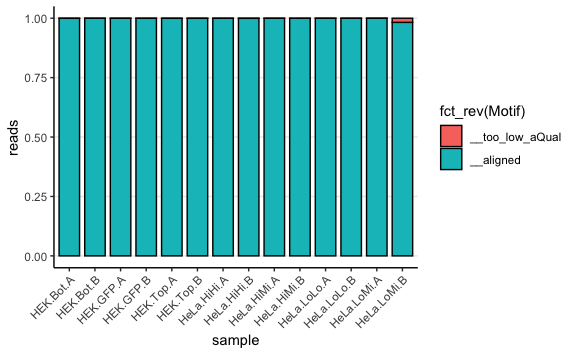 1.00
0.75
0.50
0.25
0.00
reads
HEK.Bot.A
HEK.Bot.B
HEK.GFP.A
HEK.GFP.B
HEK.Top.A
HEK.Top.B
HeLa.HiHi.A
HeLa.HiHi.B
HeLa.HiMi.A
HeLa.HiMi.B
HeLa.LoLo.A
HeLa.LoLo.B
HeLa.LoMi.A
HeLa.LoMi.B
sample
fct_rev(Motif)
__too_low_aQual
__aligned